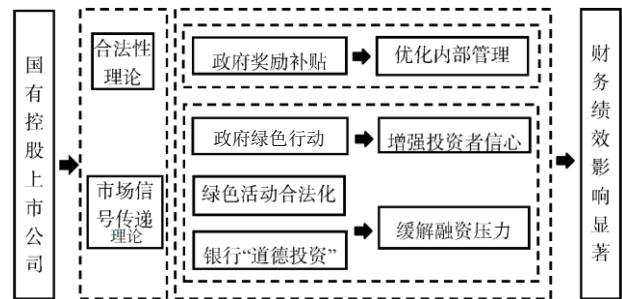 国有控股上市公司
合法性
理论
市场信
号传递
理论
政府奖励补贴
优化内部管理
政府绿色行动
增强投资者信心
绿色活动合法化
银行“道德投资”
缓解融资压力
财务绩效影响显著